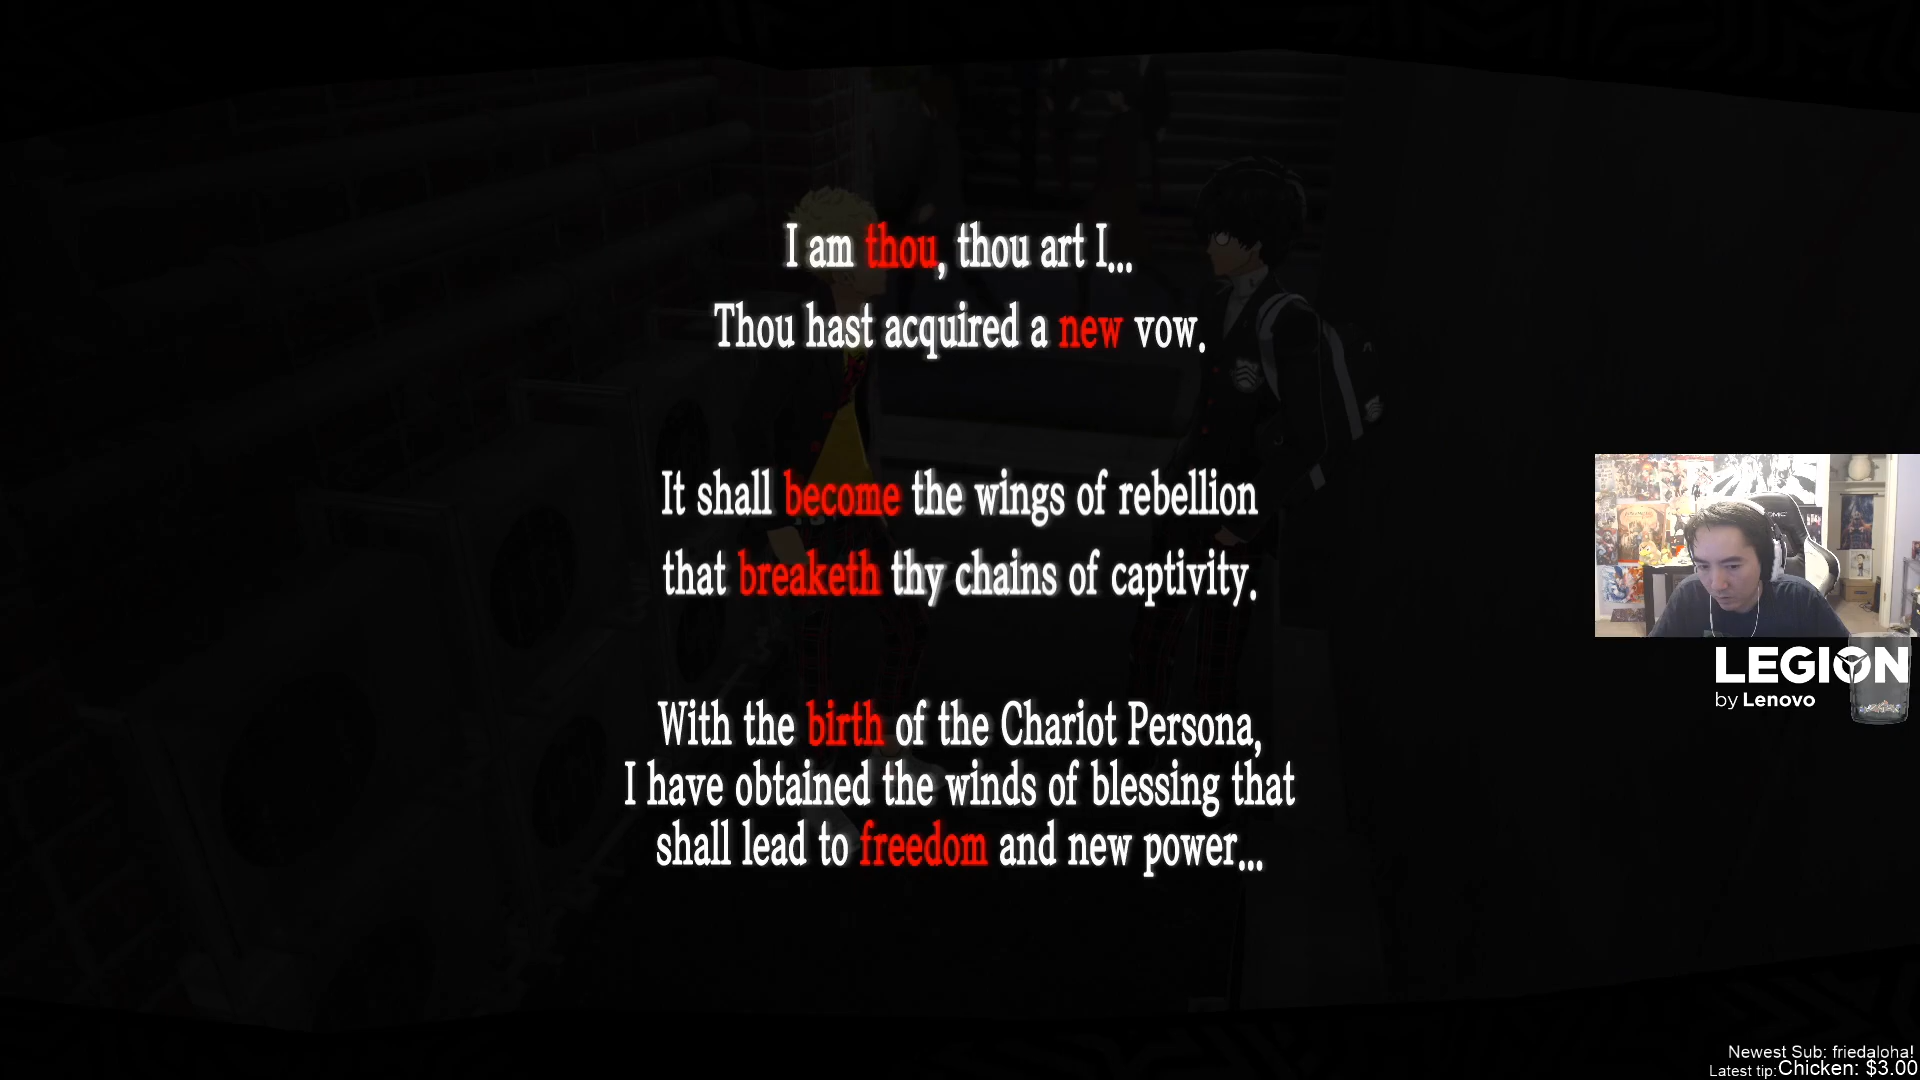 I am thou, thou art I...
Thou hast acquired a new vow.
It shall become the wings of rebellion
that breaketh thy chains of captivity.
With the birth of the Chariot Persona,
I have obtained the winds of blessing that
shall lead to freedom and new power...
LEGION
by Lenovo
Newest Sub: friedaloha!
Latest tip:Chicken: $3.00